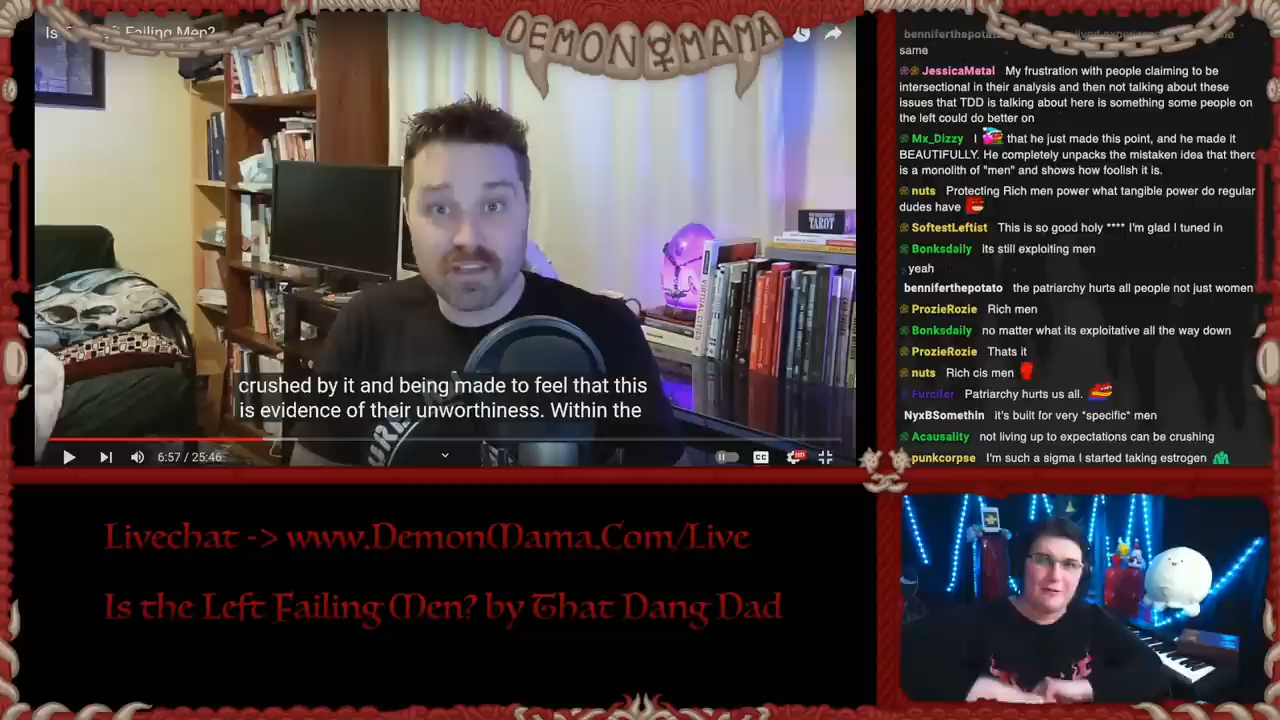 Is Failing Men?
DEMON MAMA
TAROT
VIRTUAL CITIES
crushed by it and being made to feel that this
is evidence of their unworthiness. Within the
6:57 / 25:46
CC
HD
benniferthepotato
same
JessicaMetal My frustration with people claiming to be
intersectional in their analysis and then not talking about these
issues that TDD is talking about here is something some people on
the left could do better on
Mx_Dizzy I that he just made this point, and he made it
BEAUTIFULLY. He completely unpacks the mistaken idea that there
is a monolith of "men" and shows how foolish it is.
nuts Protecting Rich men power what tangible power do regular
dudes have
SoftestLeftist This is so good holy **** I'm glad I tuned in
Bonksdaily Its still exploiting men
yeah
benniferthepotato the patriarchy hurts all people not just women
ProzieRozie Rich men
Bonksdaily no matter what its exploitative all the way down
ProzieRozie Thats it
nuts Rich cis men
Furcifer Patriarchy hurts us all.
NyxBSomethin it's built for very *specific* men
Acausality not living up to expectations can be crushing
punkcorpse I'm such a sigma I started taking estrogen
Livechat -> www.DemonMama.Com/Live
Is the Left Failing Men? by That Dang Dad